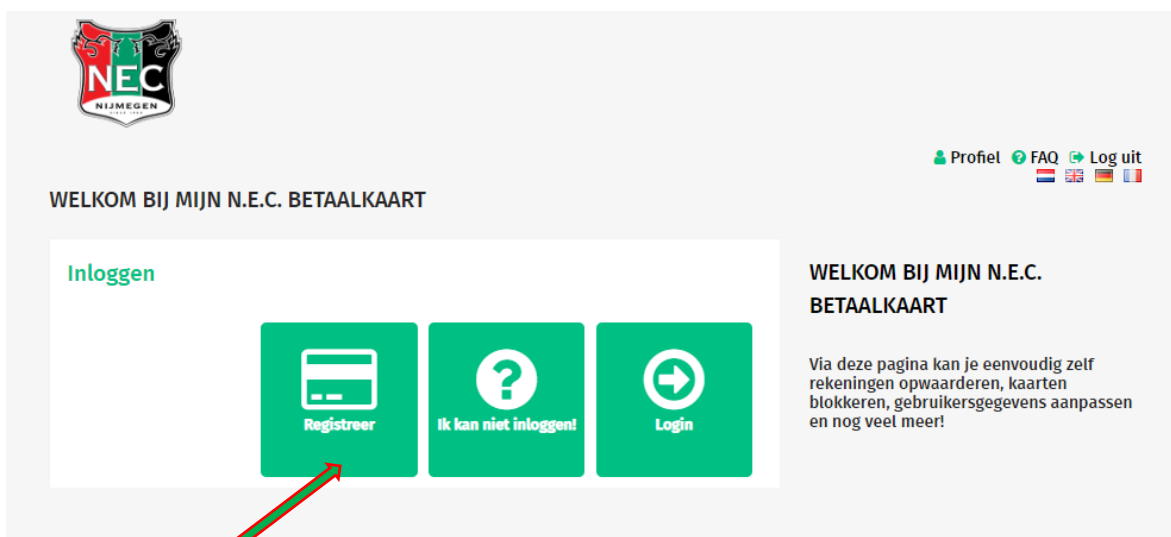 NEC
NIJMEGEN
Profiel FAQ Log uit
WELKOM BIJ MIJN N.E.C. BETAALKAART
Inloggen
Registreer
Ik kan niet inloggen!
Login
WELKOM BIJ MIJN N.E.C.
BETAALKAART
Via deze pagina kan je eenvoudig zelf
rekeningen opwaarderen, kaarten
blokkeren, gebruikersgegevens aanpassen
en nog veel meer!